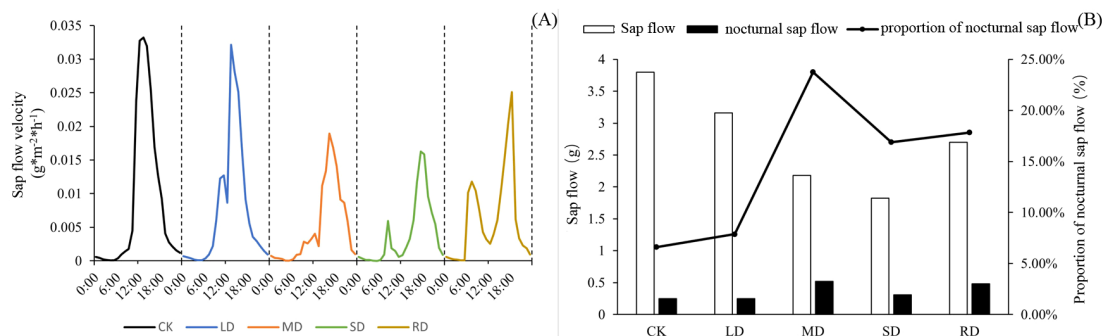 (A)
0.035
0.03
0.025
0.02
0.015
0.01
0.005
0
Sap flow velocity
(g*m-2*h-1)
0:00 6:00 12:00 18:00 0:00 6:00 12:00 18:00 0:00 6:00 12:00 18:00 0:00 6:00 12:00 18:00 0:00 6:00 12:00 18:00
CK LD MD SD RD
Sap flow nocturnal sap flow proportion of nocturnal sap flow (B)
4
3.5
3
2.5
2
1.5
1
0.5
0
Sap flow (g)
25.00%
20.00%
15.00%
10.00%
5.00%
0.00%
Proportion of nocturnal sap flow (%)
CK LD MD SD RD